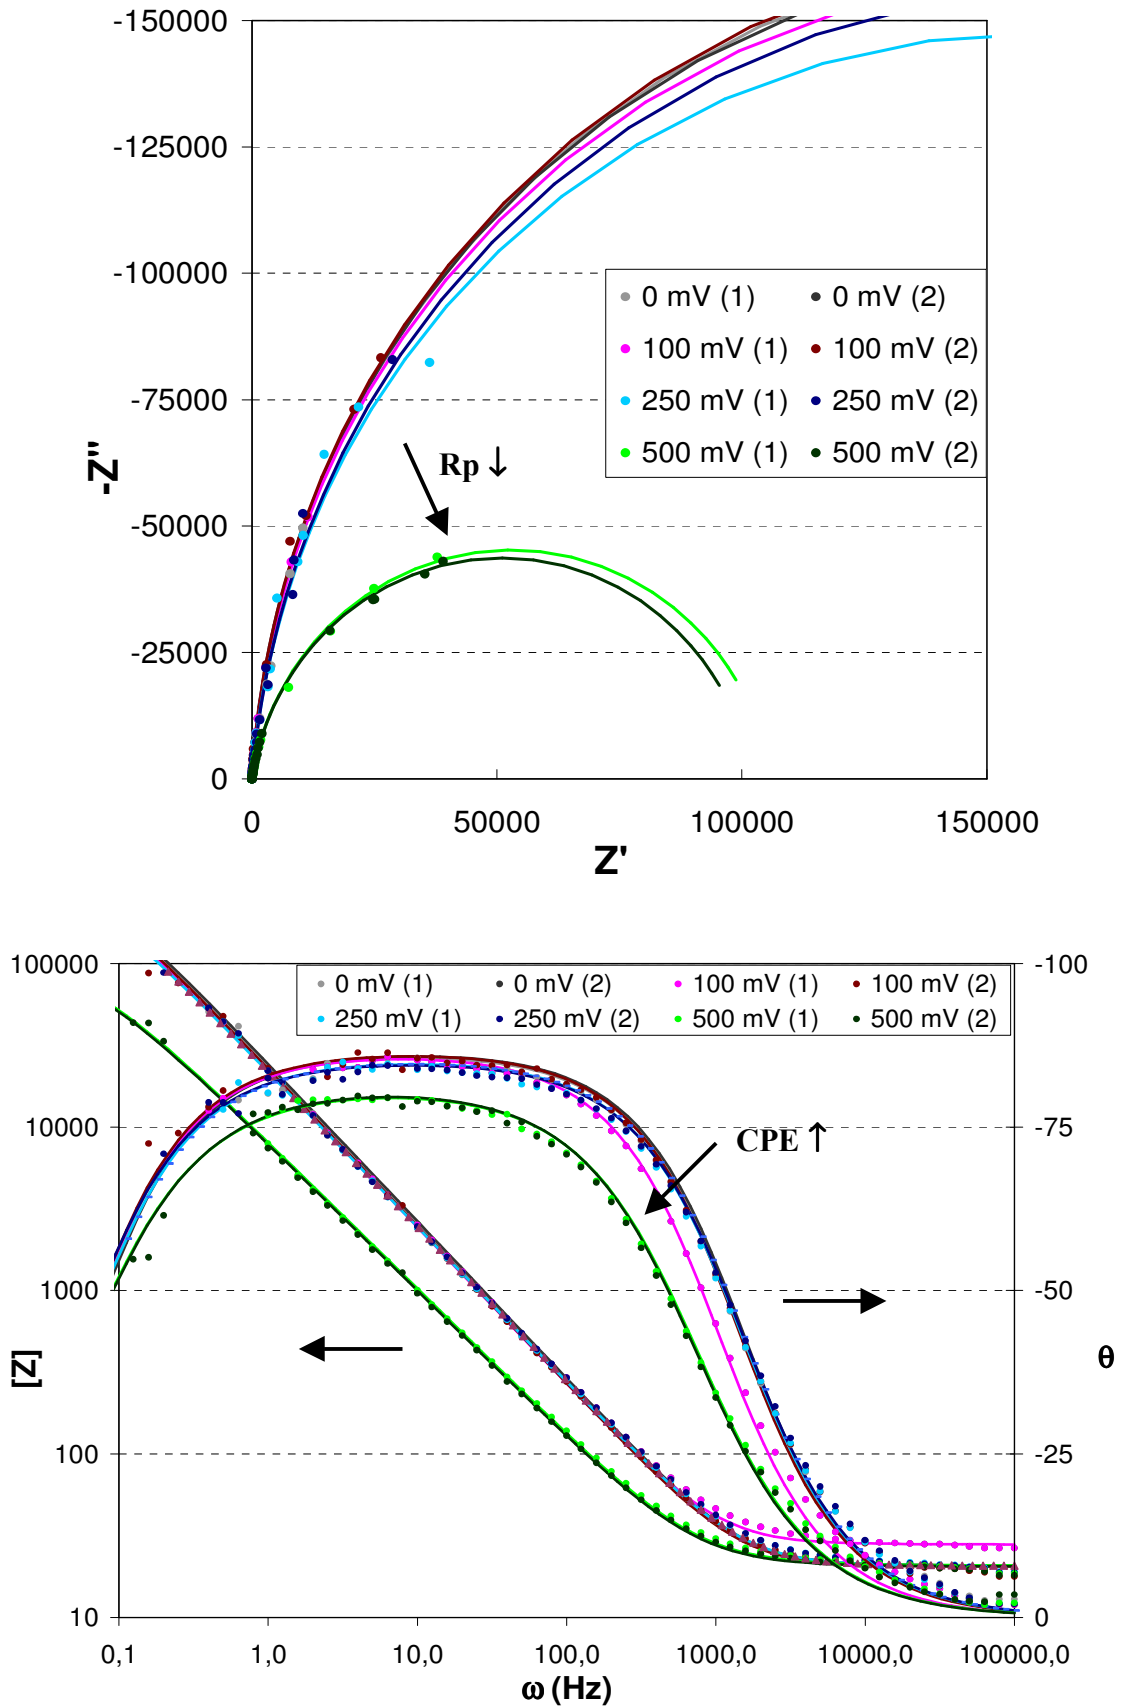 -150000
-125000
-100000
-75000
-50000
-25000
0
-Z"
0 mV (1) 0 mV (2)
100 mV (1) 100 mV (2)
250 mV (1) 250 mV (2)
500 mV (1) 500 mV (2)
Rp ↓
0 50000 100000 150000
Z'
100000
10000
1000
100
10
[Z]
0 mV (1) 0 mV (2) 100 mV (1) 100 mV (2)
250 mV (1) 250 mV (2) 500 mV (1) 500 mV (2)
CPE ↑
-100
-75
-50
-25
0
θ
0,1 1,0 10,0 100,0 1000,0 10000,0 100000,0
ω (Hz)